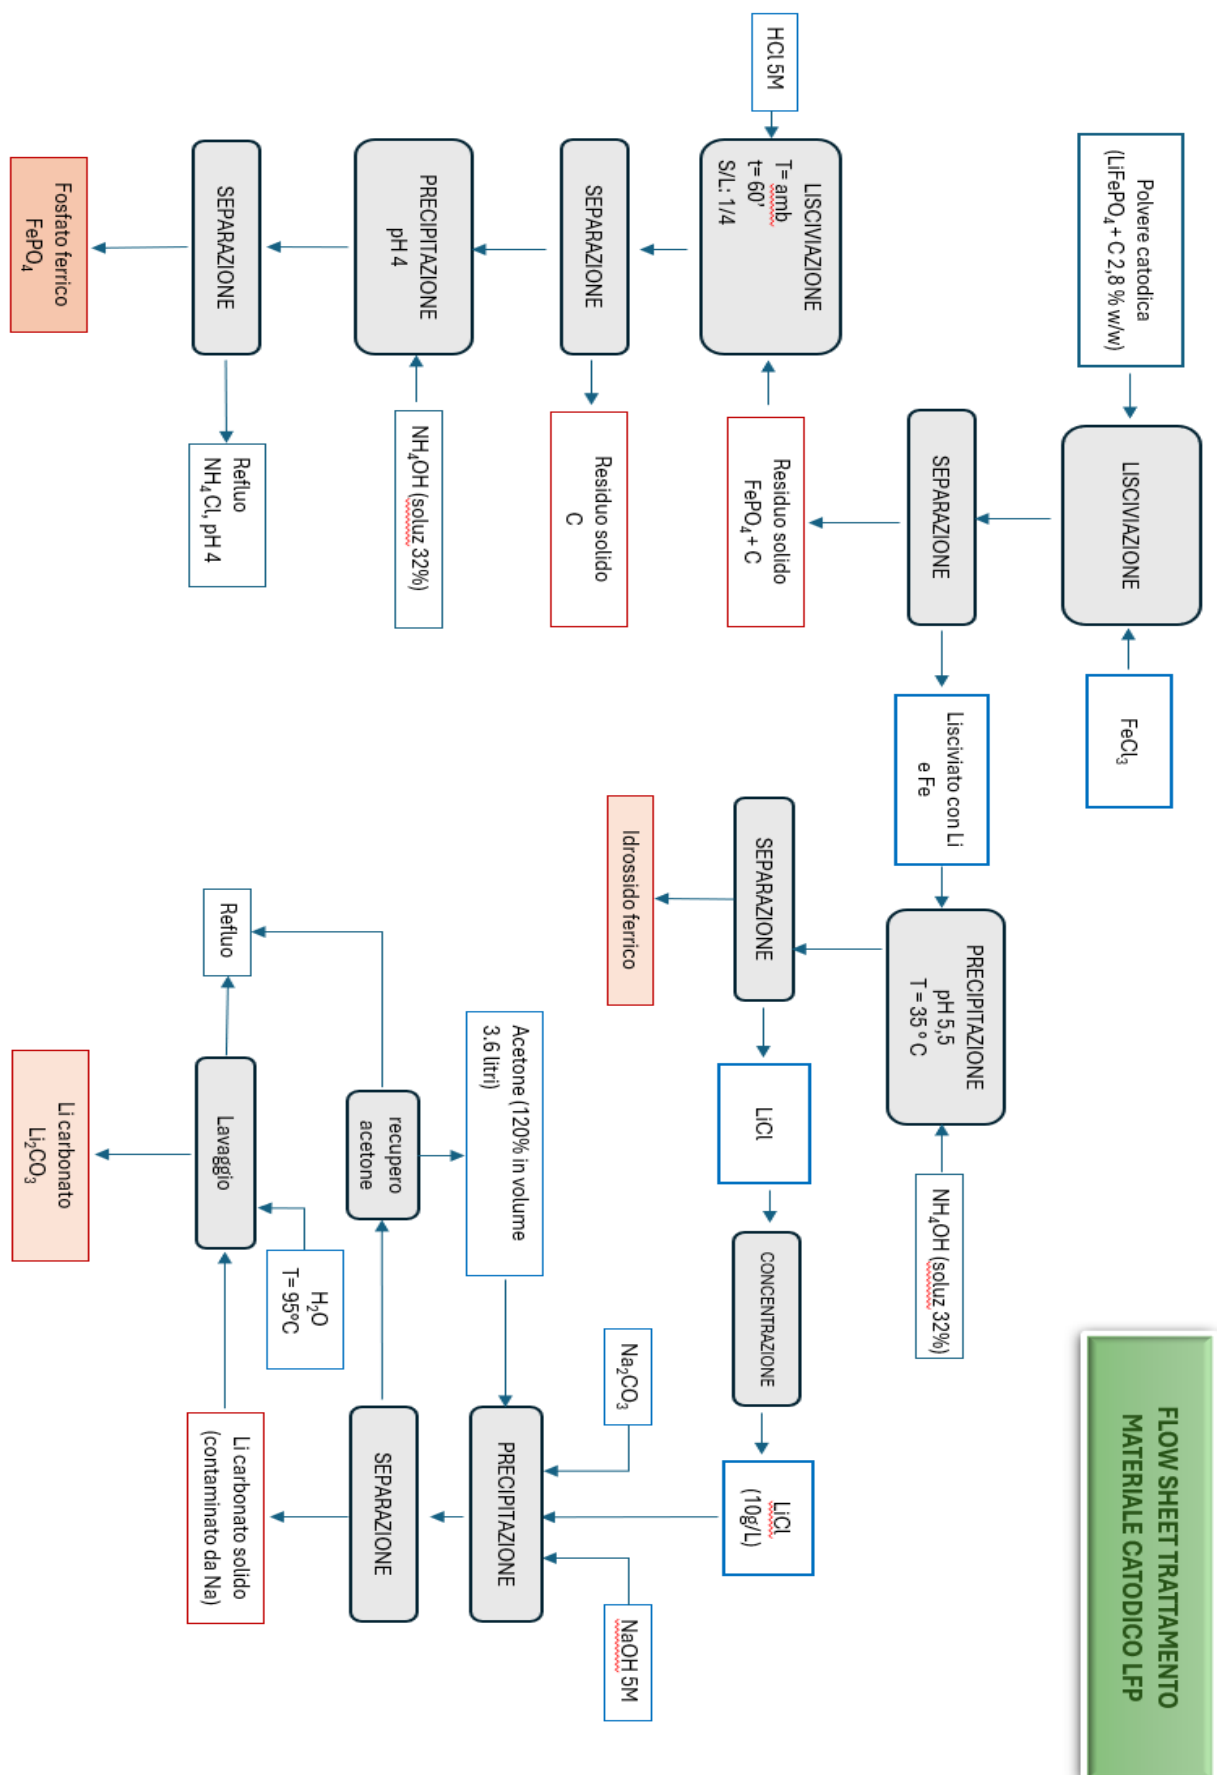 FLOW SHEET TRATTAMENTO
MATERIALE CATODICO LFP
Polvere catodica
(LiFePO₄ + C 2,8 % w/w)
LISCIVIAZIONE
FeCl₃
SEPARAZIONE
Lisciviato con Li
e Fe
PRECIPITAZIONE
pH 5,5
T = 35 °C
NH₄OH (soluz 32%)
HCl 5M
LISCIVIAZIONE
T= amb
t= 60’
S/L: 1/4
Residuo solido
FePO₄ + C
SEPARAZIONE
Idrossido ferrico
LiCl
CONCENTRAZIONE
LiCl
(10g/L)
SEPARAZIONE
Residuo solido
C
Na₂CO₃
NaOH 5M
PRECIPITAZIONE
pH 4
NH₄OH (soluz 32%)
Acetone (120% in volume
3.6 litri)
PRECIPITAZIONE
recupero
acetone
SEPARAZIONE
SEPARAZIONE
Refluo
NH₄Cl, pH 4
Refluo
Lavaggio
H₂O
T= 95°C
Li carbonato solido
(contaminato da Na)
Fosfato ferrico
FePO₄
Li carbonato
Li₂CO₃